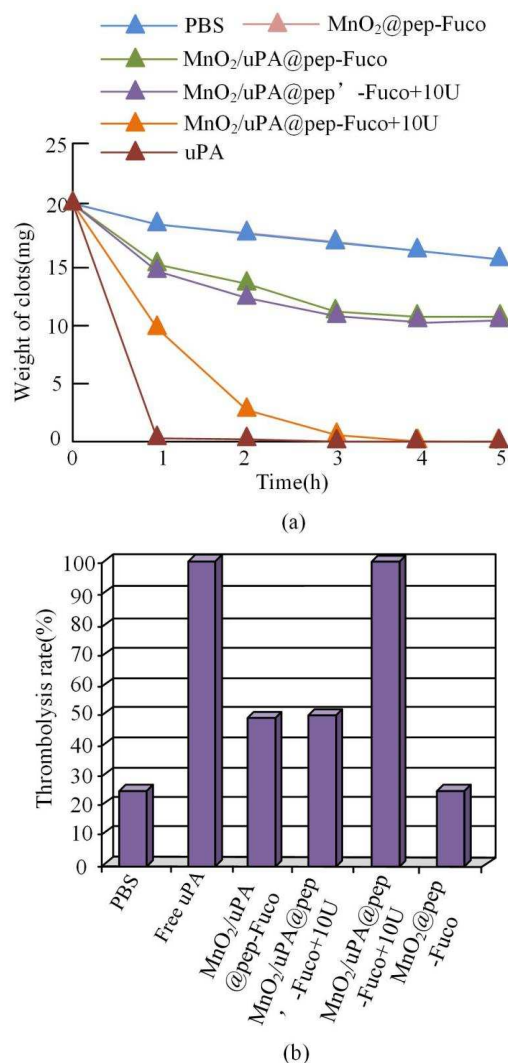 PBS MnO₂@pep-Fuco
MnO₂/uPA@pep-Fuco
MnO₂/uPA@pep’-Fuco+10U
MnO₂/uPA@pep-Fuco+10U
uPA
25
20
15
10
5
0
Weight of clots(mg)
0 1 2 3 4 5
Time(h)
(a)
100
90
80
70
60
50
40
30
20
10
0
Thrombolysis rate(%)
PBS
Free uPA
MnO₂/uPA
@pep-Fuco
MnO₂/uPA@pep
’-Fuco+10U
MnO₂/uPA@pep
-Fuco+10U
MnO₂@pep
-Fuco
(b)